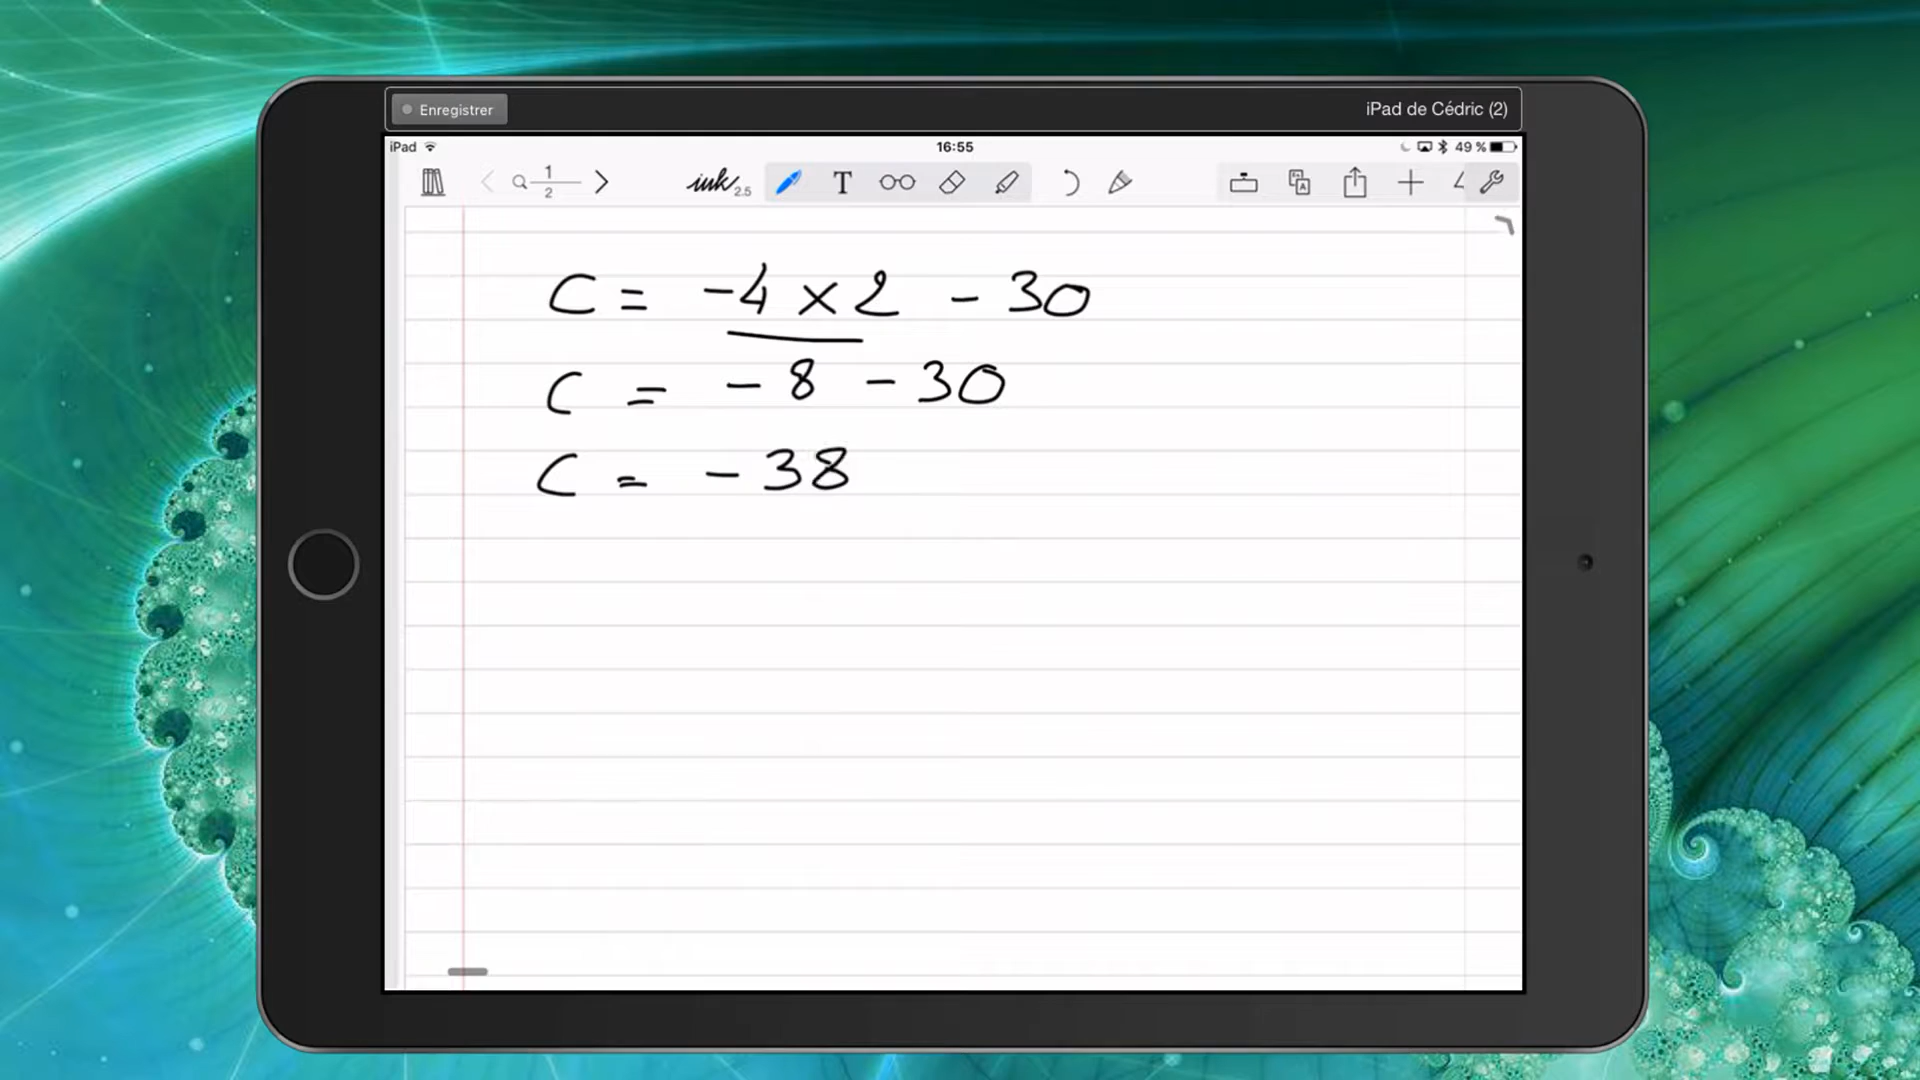 Enregistrer
iPad de Cédric (2)
iPad
16:55
49 %
1
2
ink 2.5
T
C = -4 × 2 - 30
C = - 8 - 30
C = - 38